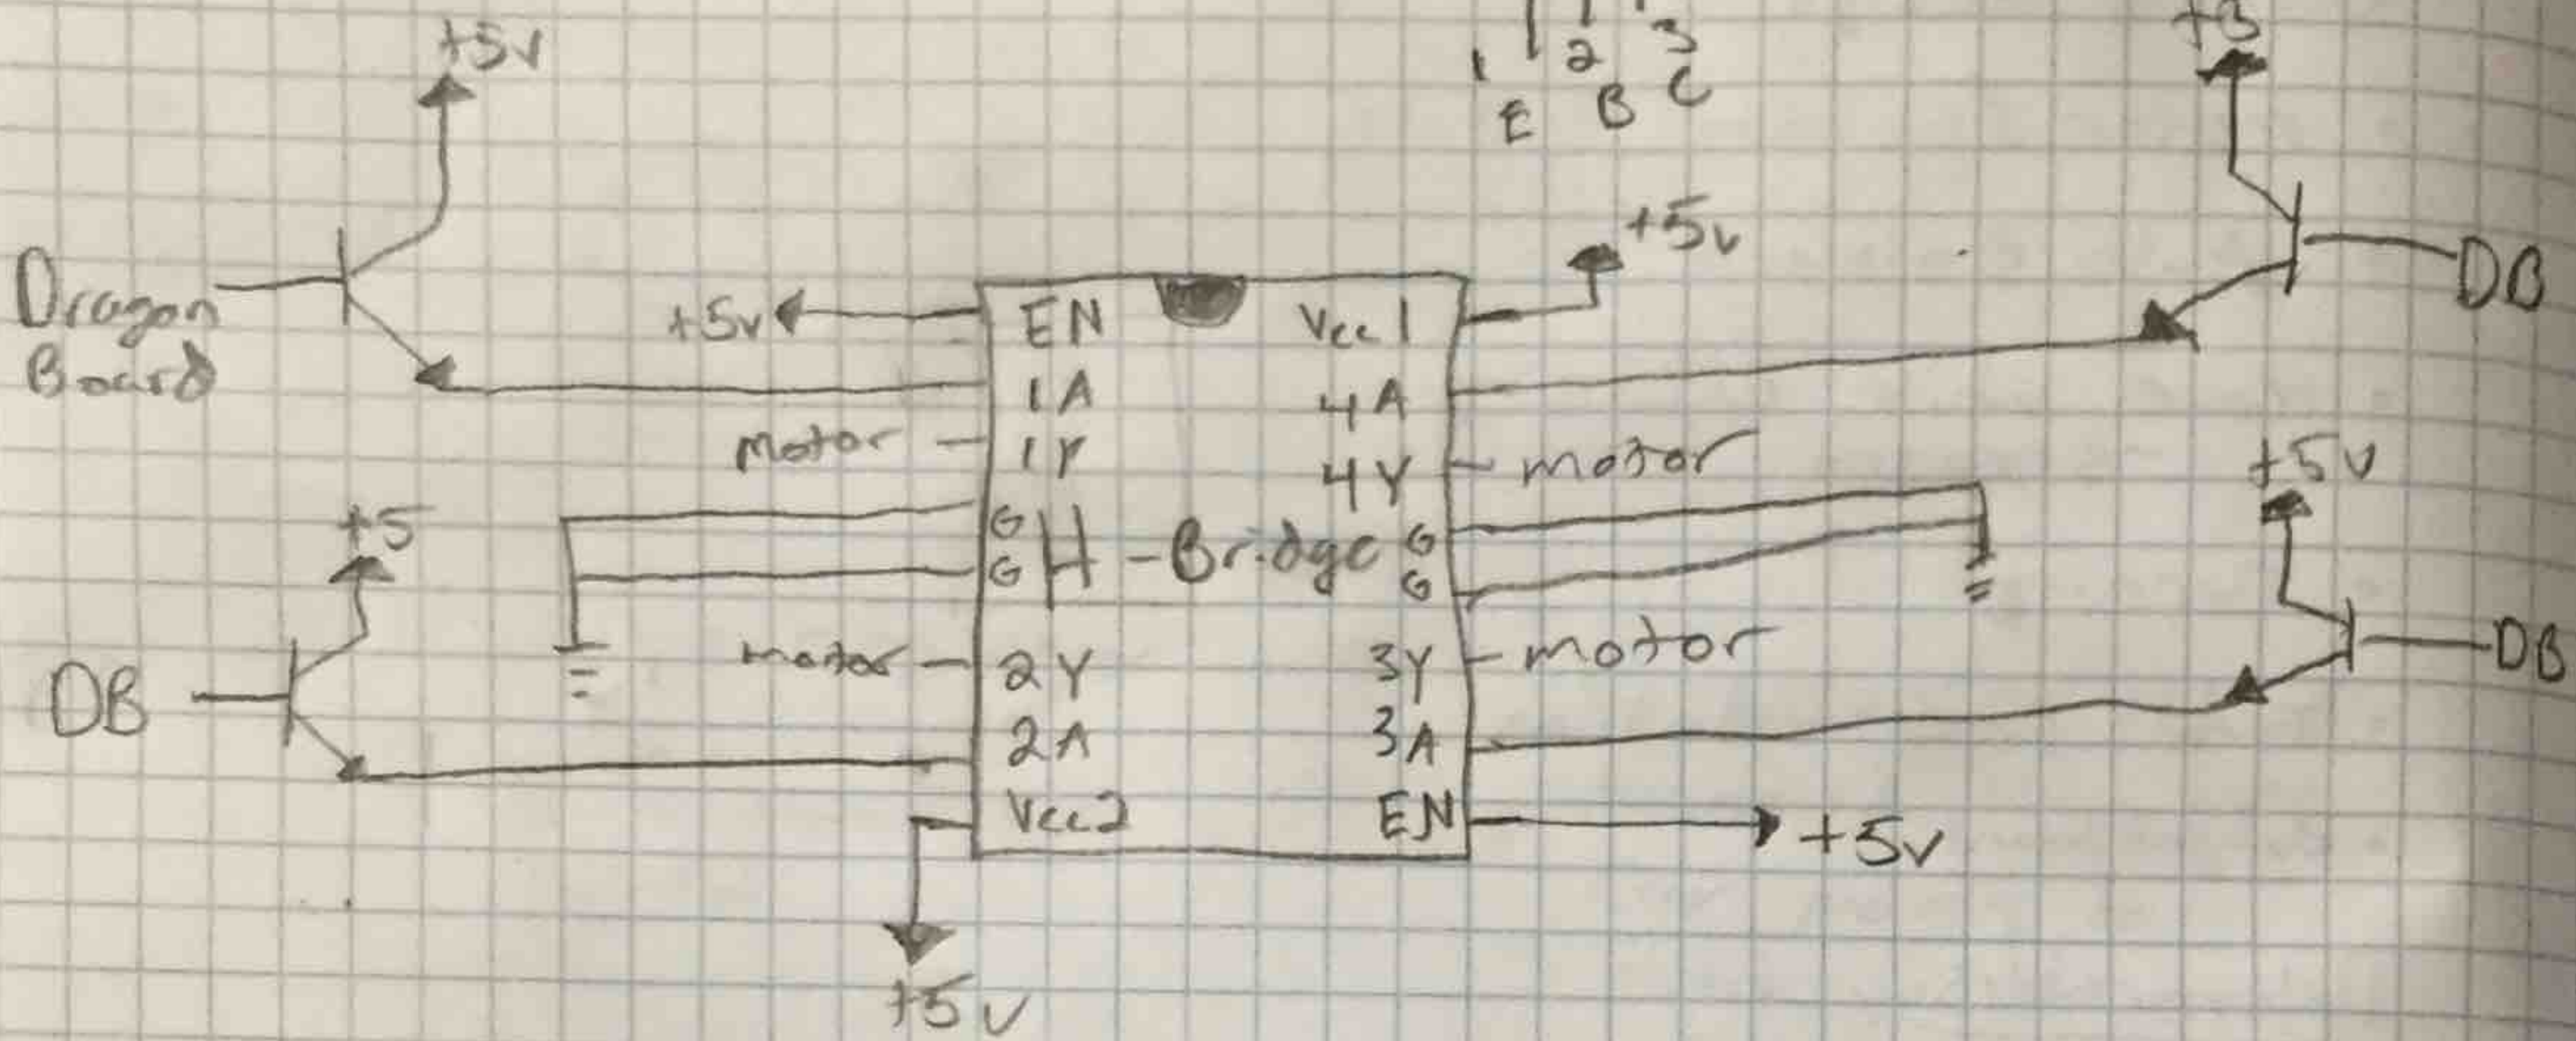 +5v
1 2 3
E B C
+5v
Dragon
Board
DB
+5v
EN
Vcc1
1A
4A
motor
1Y
4Y
motor
+5v
+5
G
H-Bridge
G
G
G
DB
motor
2Y
3Y
motor
DB
2A
3A
Vcc2
EN
+5v
+5v